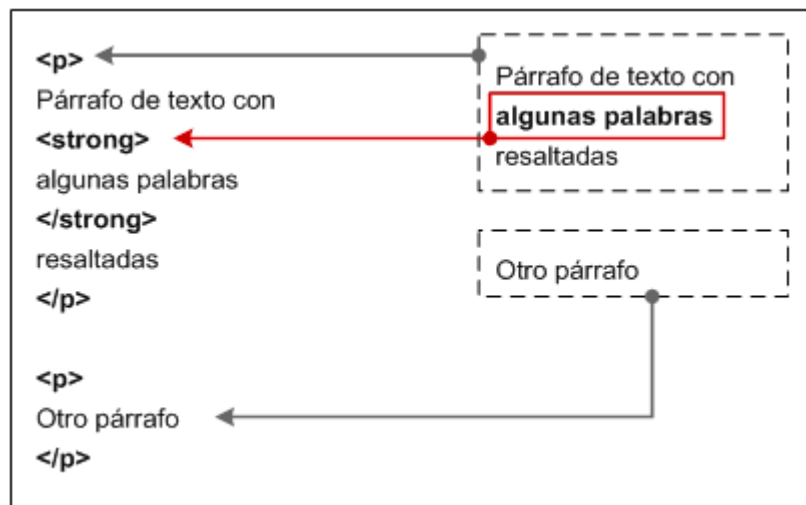 <p>
Párrafo de texto con
<strong>
algunas palabras
</strong>
resaltadas
</p>
<p>
Otro párrafo
</p>
Párrafo de texto con
algunas palabras
resaltadas
Otro párrafo